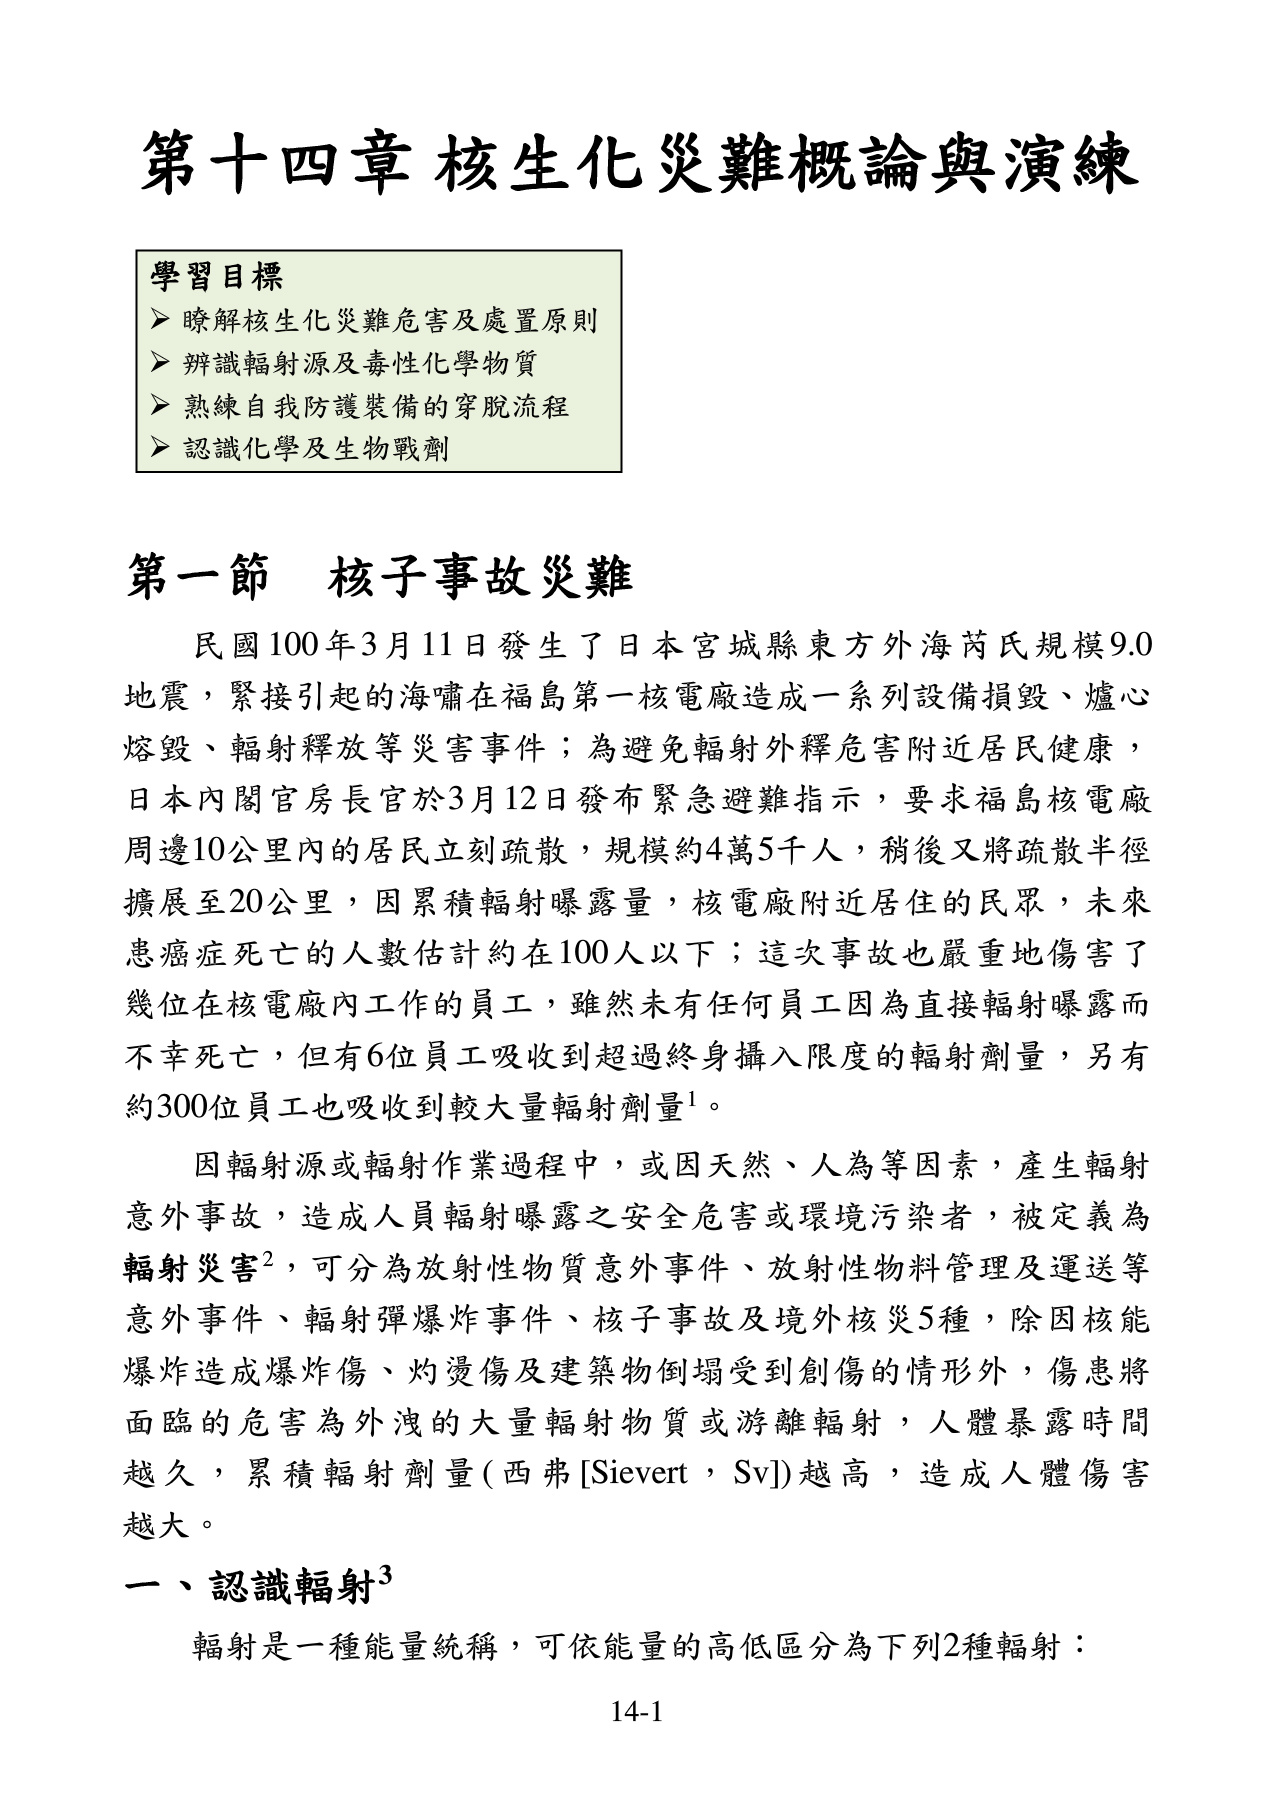 第十四章 核生化災難概論與演練
學習目標
➢ 瞭解核生化災難危害及處置原則
➢ 辨識輻射源及毒性化學物質
➢ 熟練自我防護裝備的穿脫流程
➢ 認識化學及生物戰劑
第一節　核子事故災難
民國100年3月11日發生了日本宮城縣東方外海芮氏規模9.0
地震，緊接引起的海嘯在福島第一核電廠造成一系列設備損毀、爐心
熔毀、輻射釋放等災害事件；為避免輻射外釋危害附近居民健康，
日本內閣官房長官於3月12日發布緊急避難指示，要求福島核電廠
周邊10公里內的居民立刻疏散，規模約4萬5千人，稍後又將疏散半徑
擴展至20公里，因累積輻射曝露量，核電廠附近居住的民眾，未來
患癌症死亡的人數估計約在100人以下；這次事故也嚴重地傷害了
幾位在核電廠內工作的員工，雖然未有任何員工因為直接輻射曝露而
不幸死亡，但有6位員工吸收到超過終身攝入限度的輻射劑量，另有
約300位員工也吸收到較大量輻射劑量1。
因輻射源或輻射作業過程中，或因天然、人為等因素，產生輻射
意外事故，造成人員輻射曝露之安全危害或環境污染者，被定義為
輻射災害2，可分為放射性物質意外事件、放射性物料管理及運送等
意外事件、輻射彈爆炸事件、核子事故及境外核災5種，除因核能
爆炸造成爆炸傷、灼燙傷及建築物倒塌受到創傷的情形外，傷患將
面臨的危害為外洩的大量輻射物質或游離輻射，人體暴露時間
越久，累積輻射劑量(西弗[Sievert，Sv])越高，造成人體傷害
越大。
一、認識輻射3
輻射是一種能量統稱，可依能量的高低區分為下列2種輻射：
14-1